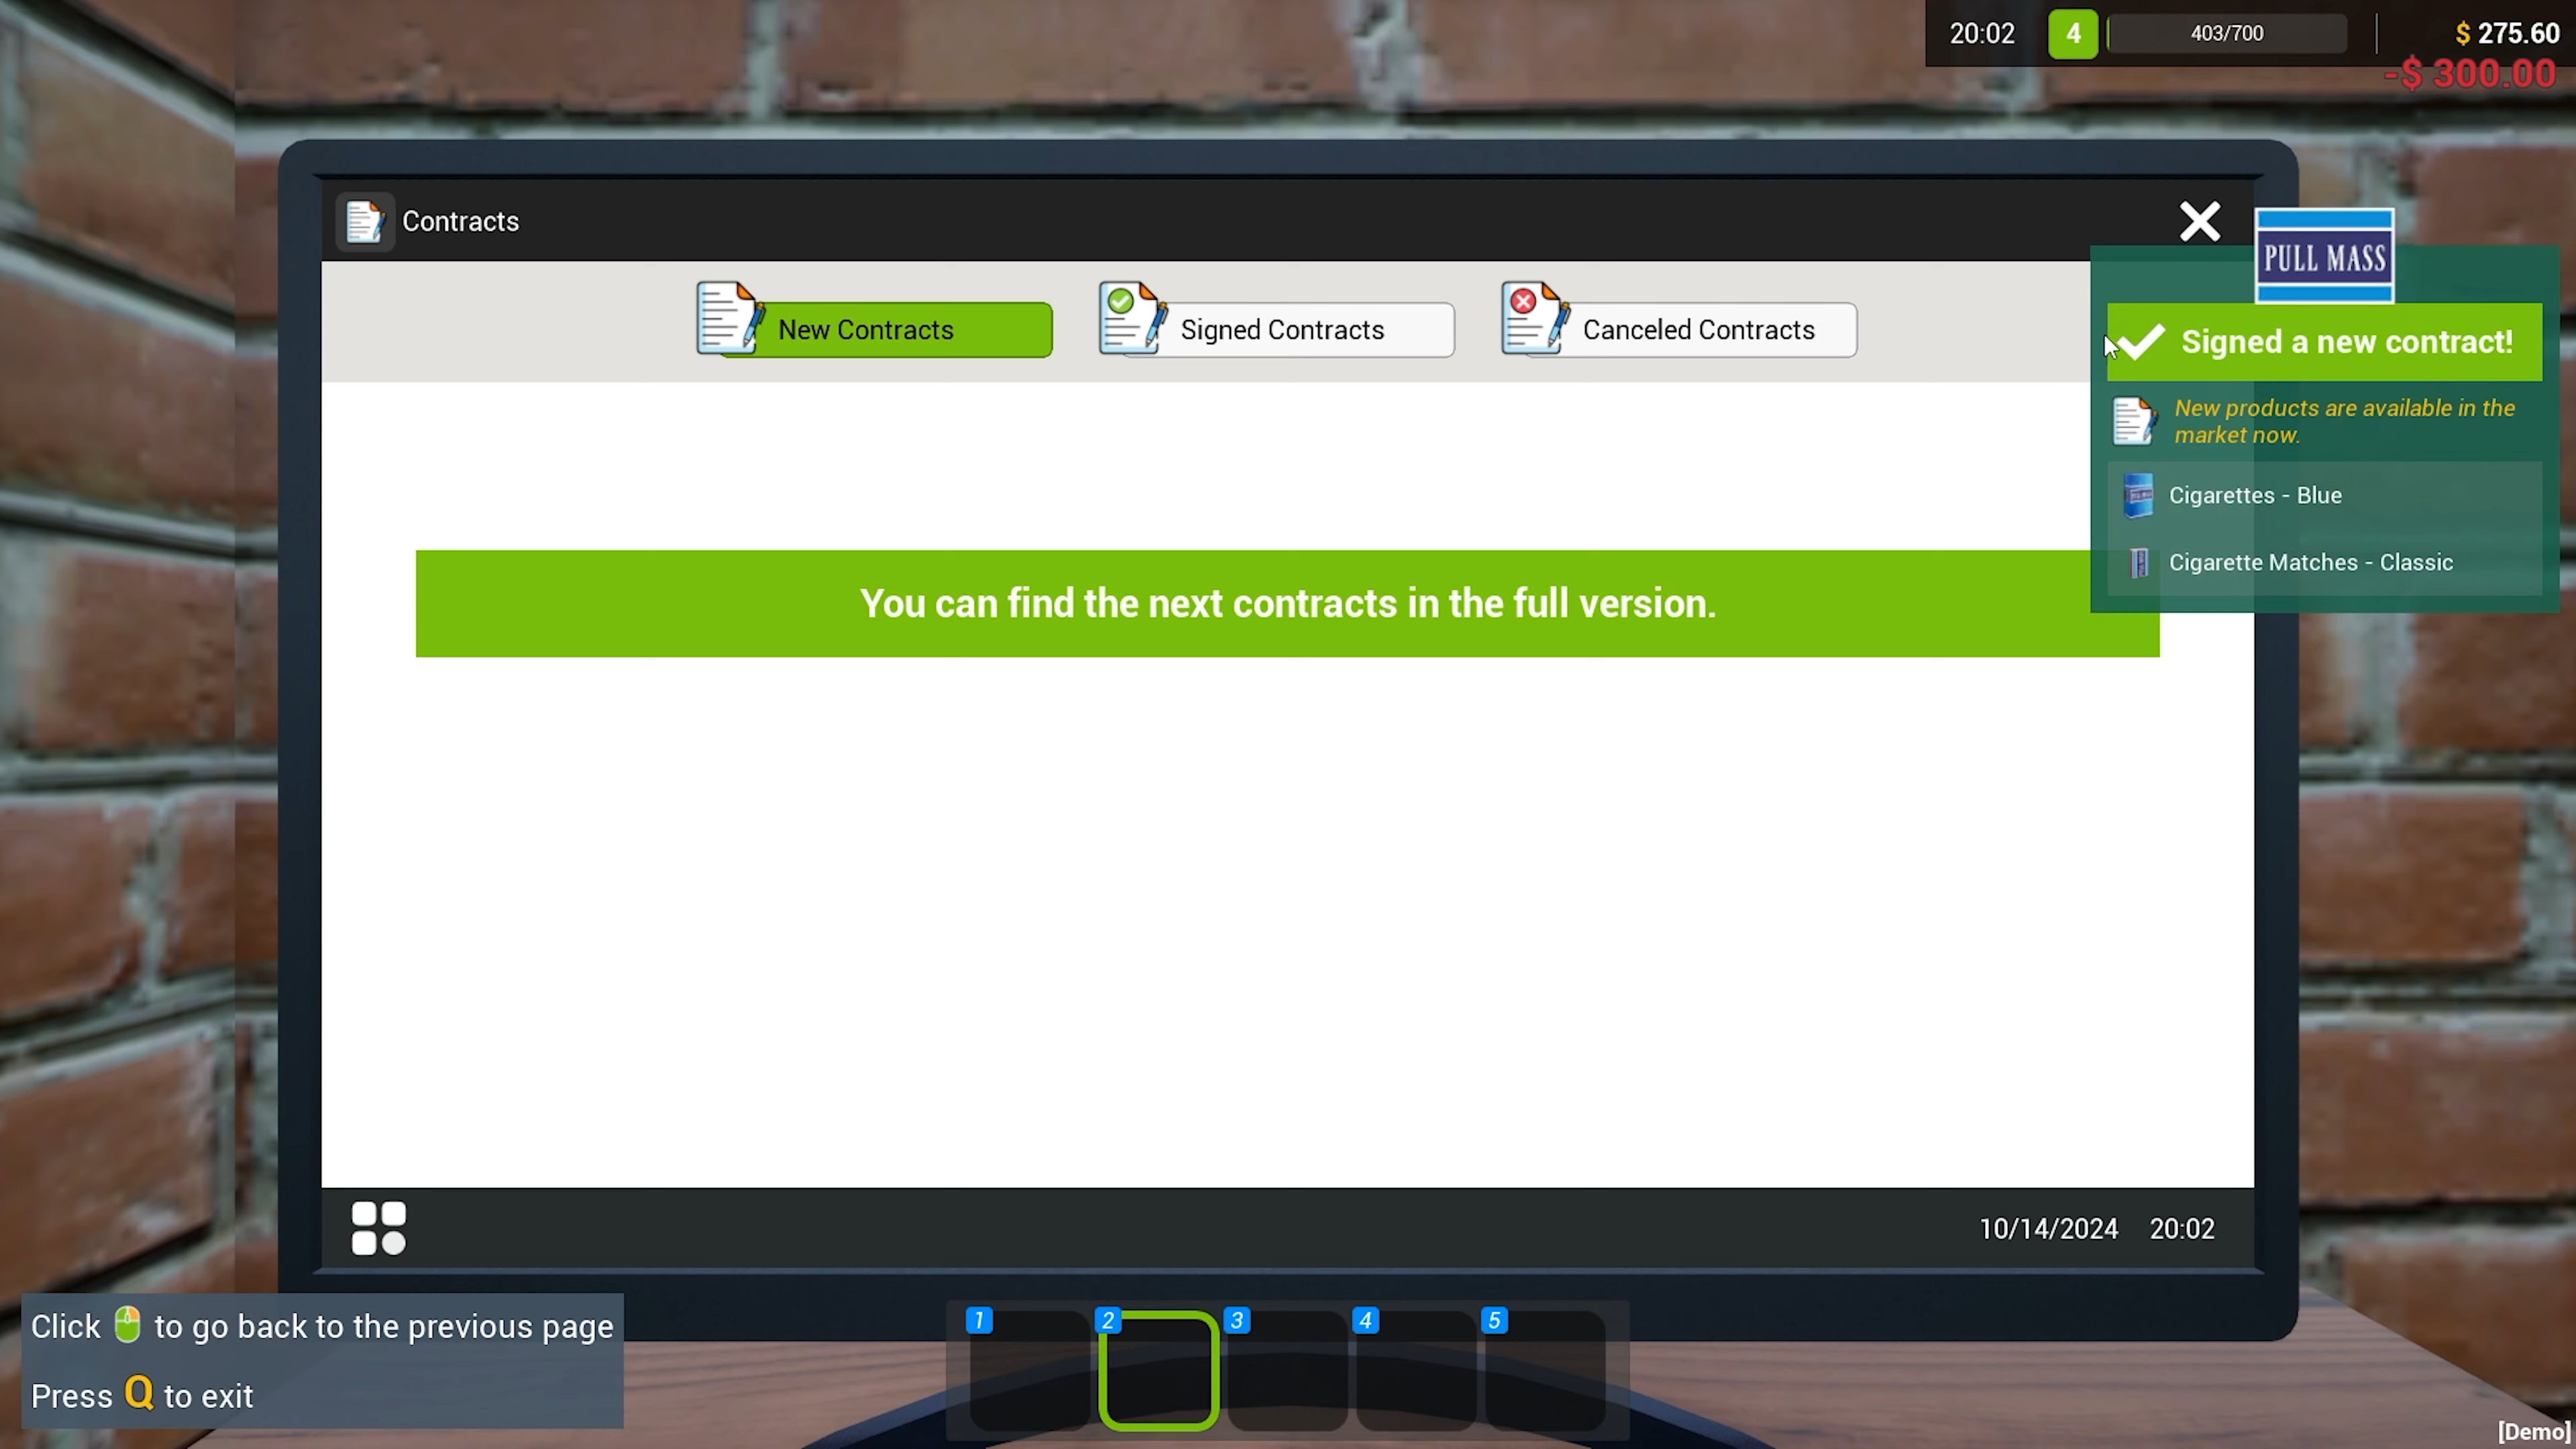 20:02
4
403/700
$ 275.60
-$ 300.00
Contracts
PULL MASS
New Contracts
Signed Contracts
Canceled Contracts
Signed a new contract!
New products are available in the
market now.
Cigarettes - Blue
Cigarette Matches - Classic
You can find the next contracts in the full version.
10/14/2024 20:02
Click to go back to the previous page
Press Q to exit
1 2 3 4 5
[Demo]